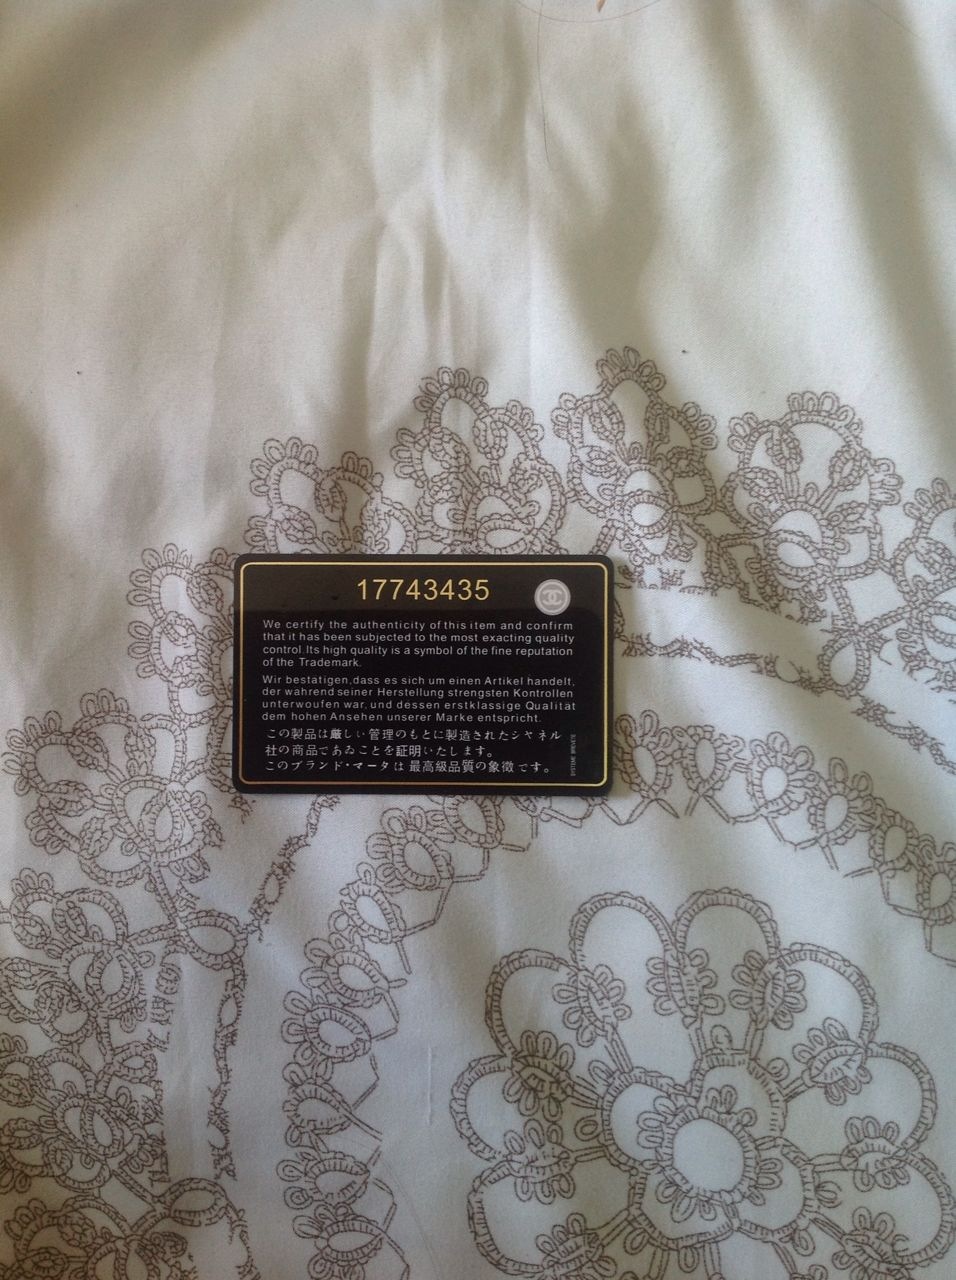 17743435
We certify the authenticity of this item and confirm
that it has been subjected to the most exacting quality
control.Its high quality is a symbol of the fine reputation
of the Trademark.
Wir bestatigen,dass es sich um einen Artikel handelt,
der wahrend seiner Herstellung strengsten Kontrollen
unterwoufen war, und dessen erstklassige Qualität
dem hohen Ansehen unserer Marke entspricht.
この製品は厳しい管理のもとに製造されたシヤネル
社の商品であゐことを証明いたします。
このブランド・マータは 最高級品質の象徴です。